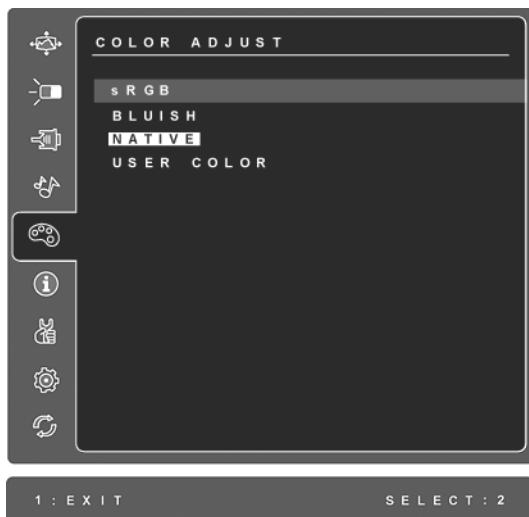 COLOR ADJUST
sRGB
BLUISH
NATIVE
USER COLOR
1:EXIT SELECT:2